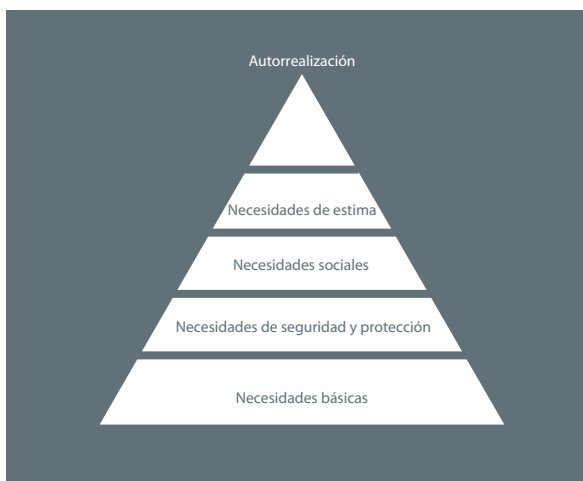 Autorrealización
Necesidades de estima
Necesidades sociales
Necesidades de seguridad y protección
Necesidades básicas